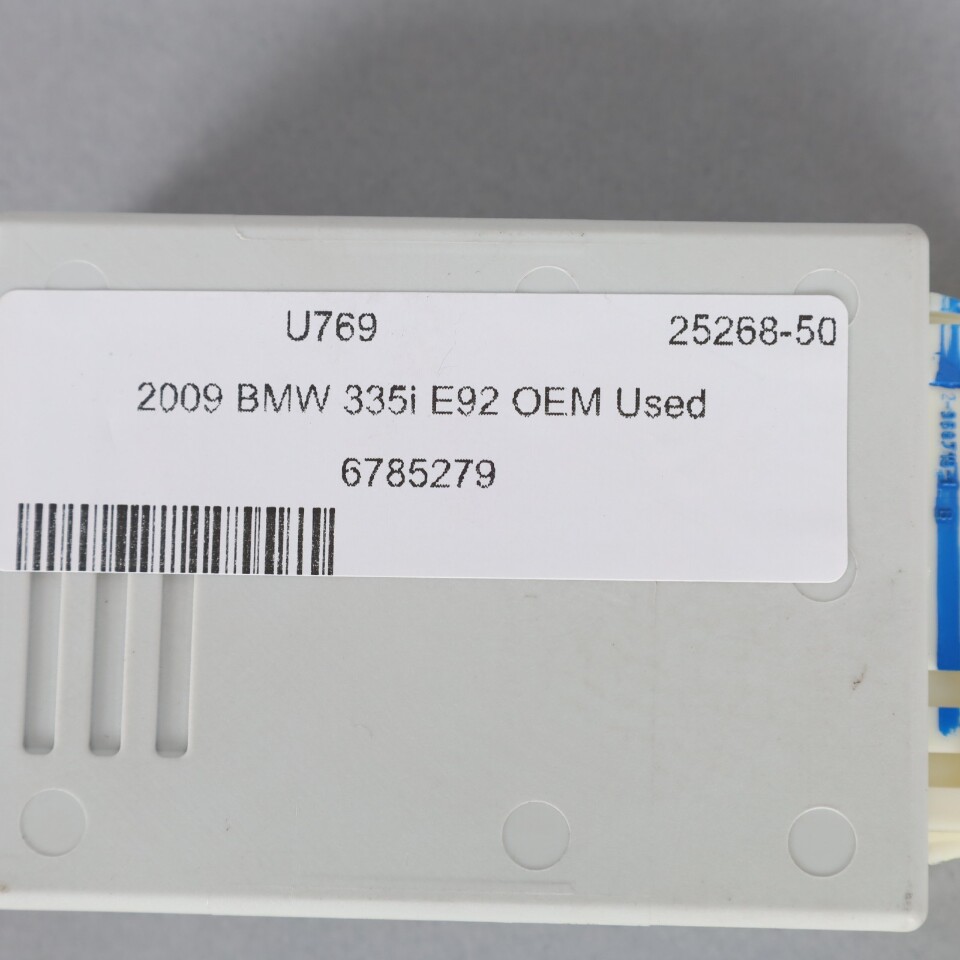 U769 25268-50
2009 BMW 335i E92 OEM Used
6785279